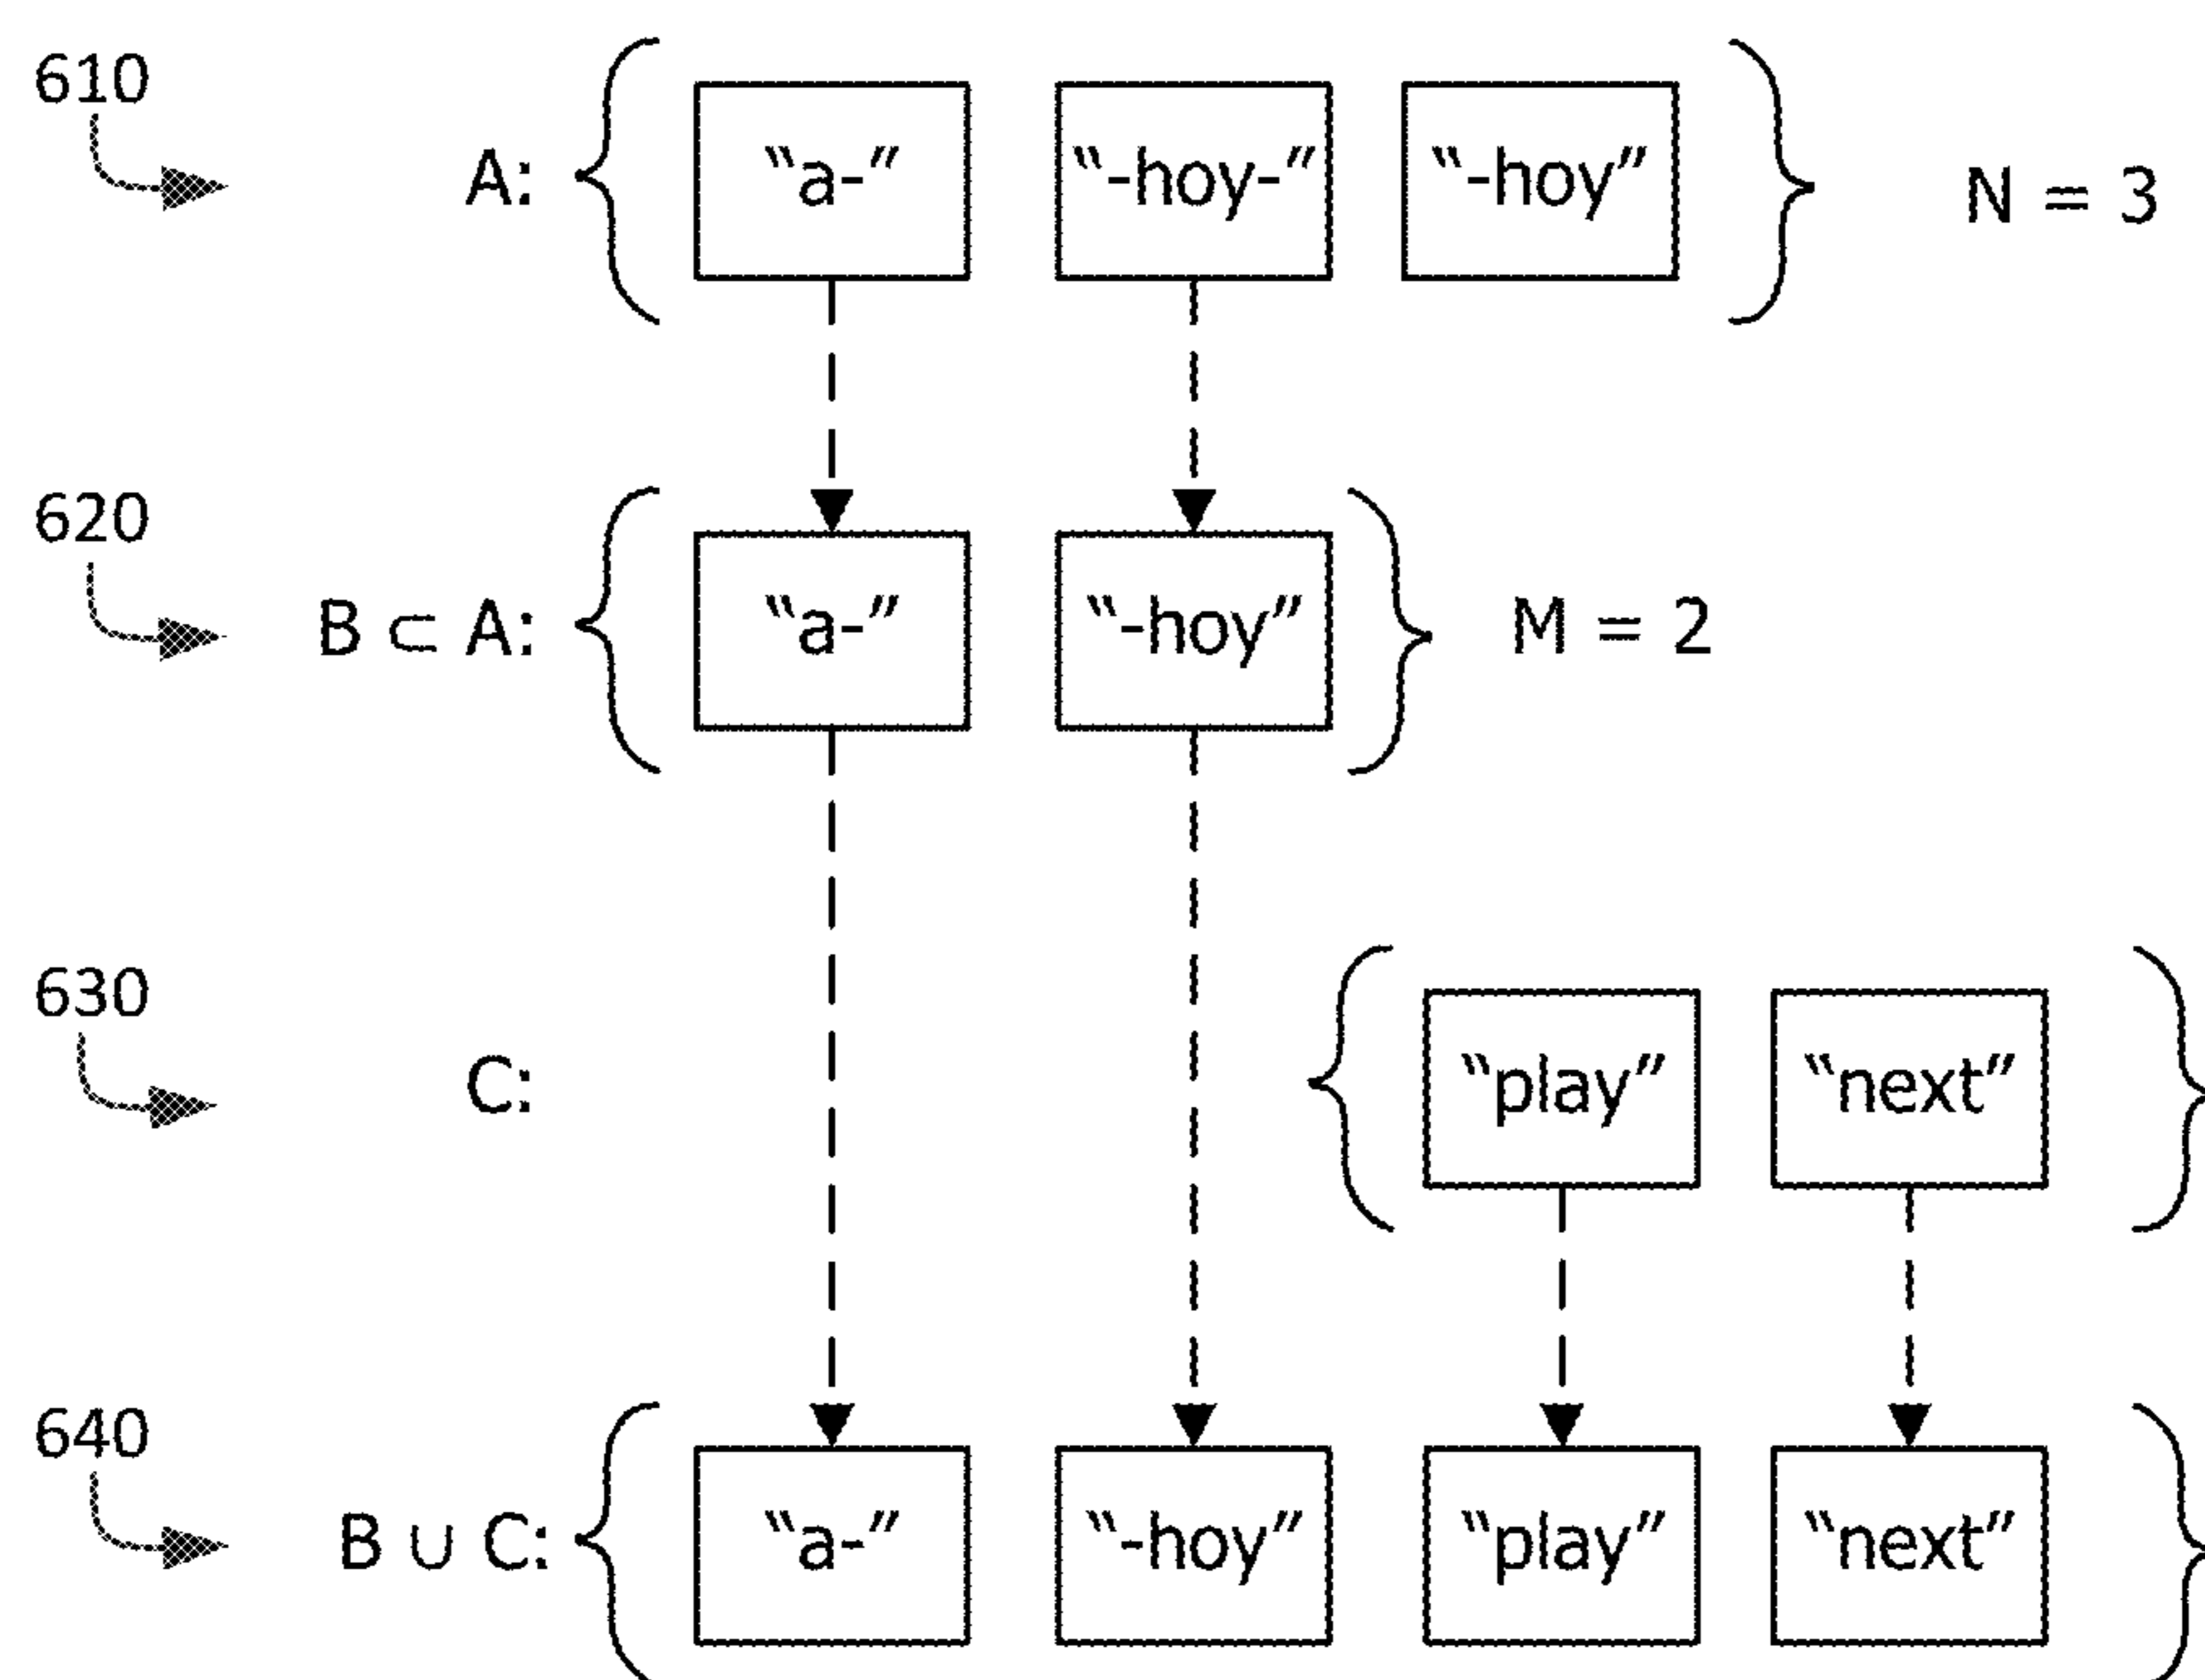 610
A: "a-" "-hoy-" "-hoy" N = 3
620
B ⊂ A: "a-" "-hoy" M = 2
630
C: "play" "next"
640
B ∪ C: "a-" "-hoy" "play" "next"